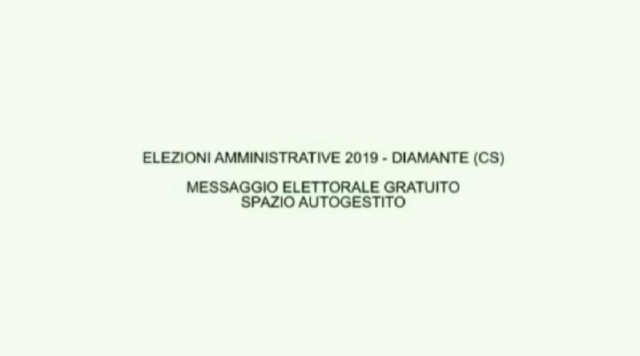 ELEZIONI AMMINISTRATIVE 2019 - DIAMANTE (CS)
MESSAGGIO ELETTORALE GRATUITO
SPAZIO AUTOGESTITO